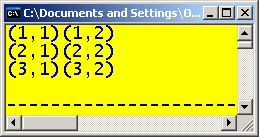 C:\Documents and Settings\O...
(1,1)(1,2)
(2,1)(2,2)
(3,1)(3,2)
--------------------